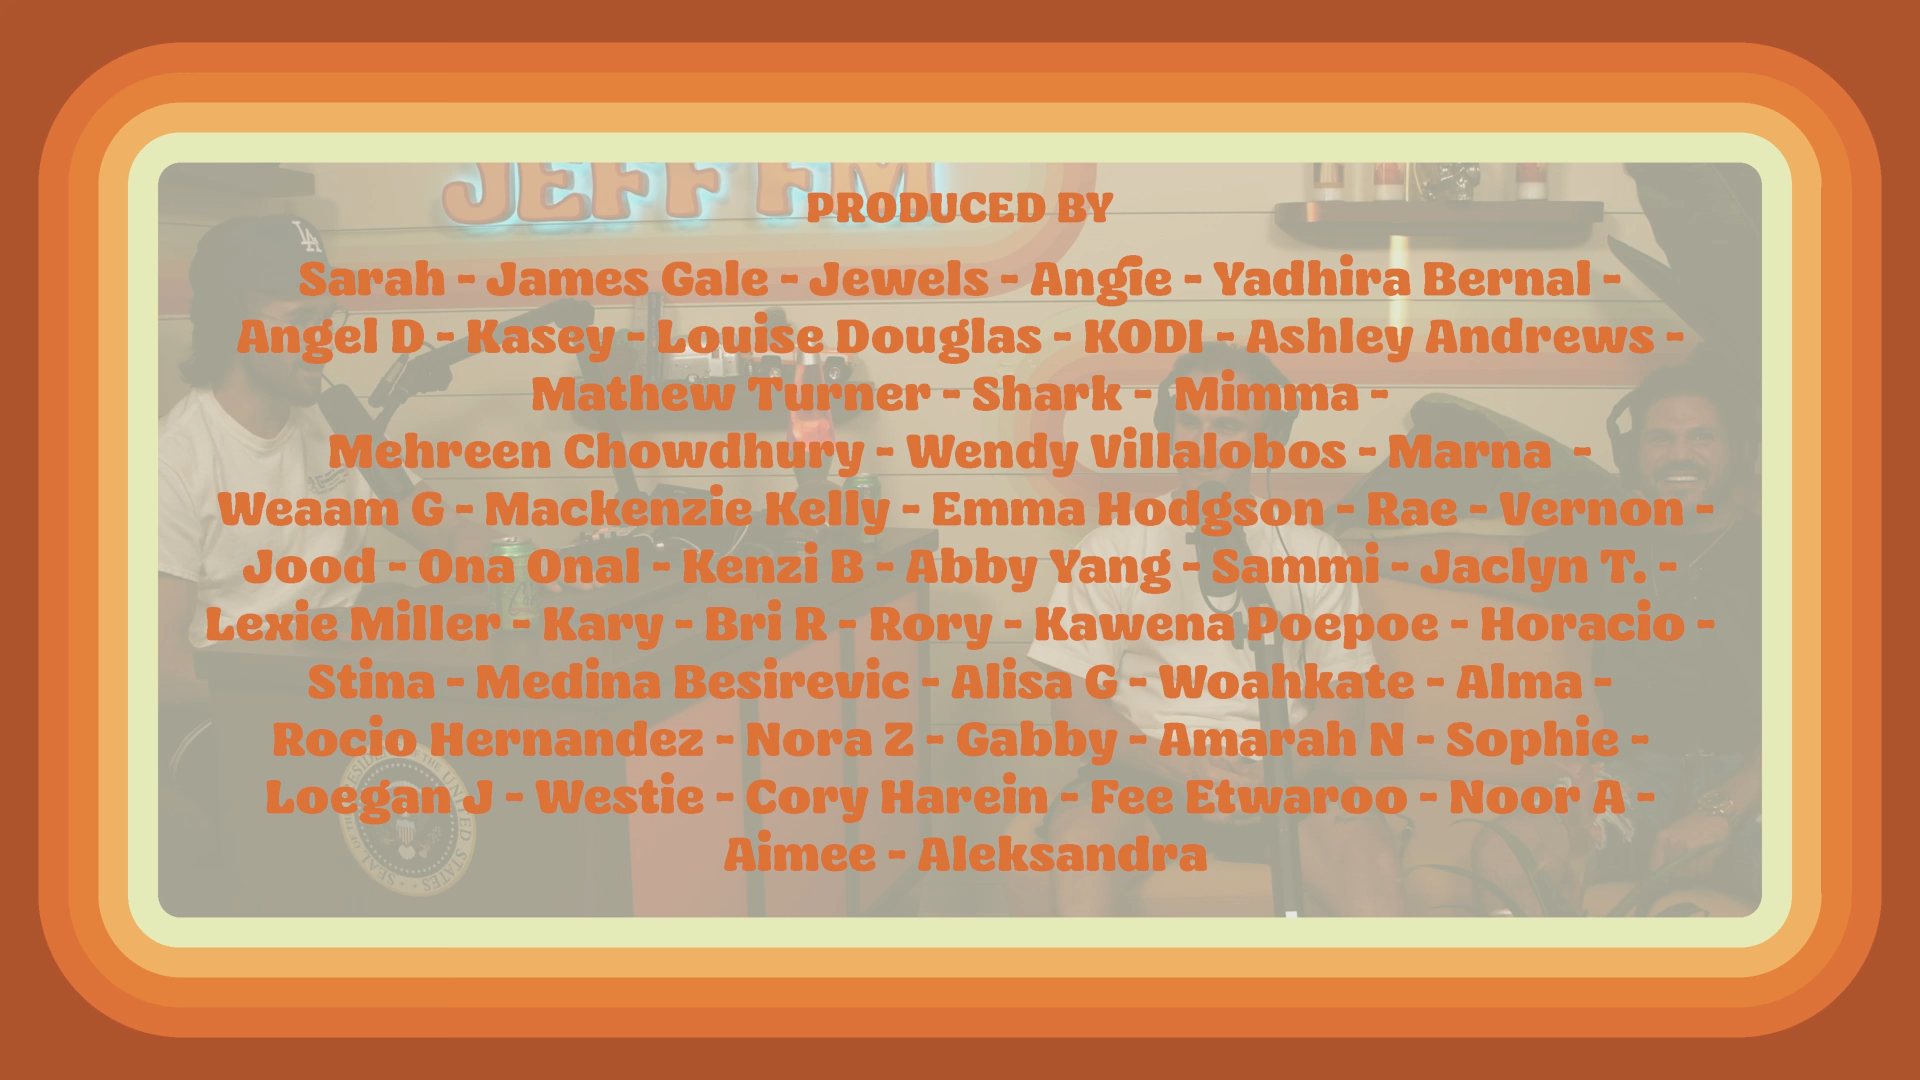 JEFF FM
PRODUCED BY
Sarah - James Gale - Jewels - Angie - Yadhira Bernal -
Angel D - Kasey - Louise Douglas - KODI - Ashley Andrews -
Mathew Turner - Shark - Mimma -
Mehreen Chowdhury - Wendy Villalobos - Marna -
Weaam G - Mackenzie Kelly - Emma Hodgson - Rae - Vernon -
Jood - Ona Onal - Kenzi B - Abby Yang - Sammi - Jaclyn T. -
Lexie Miller - Kary - Bri R - Rory - Kawena Poepoe - Horacio -
Stina - Medina Besirevic - Alisa G - Woahkate - Alma -
Rocio Hernandez - Nora Z - Gabby - Amarah N - Sophie -
Loegan J - Westie - Cory Harein - Fee Etwaroo - Noor A -
Aimee - Aleksandra
LA